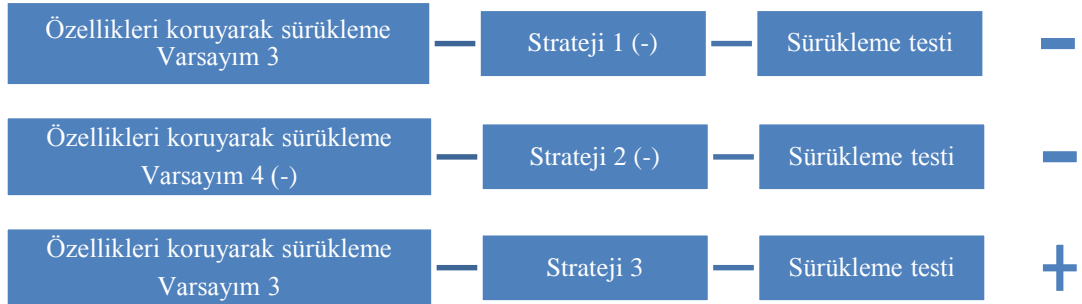 Özellikleri koruyarak sürükleme
Varsayım 3
Strateji 1 (-)
Sürükleme testi
-
Özellikleri koruyarak sürükleme
Varsayım 4 (-)
Strateji 2 (-)
Sürükleme testi
-
Özellikleri koruyarak sürükleme
Varsayım 3
Strateji 3
Sürükleme testi
+